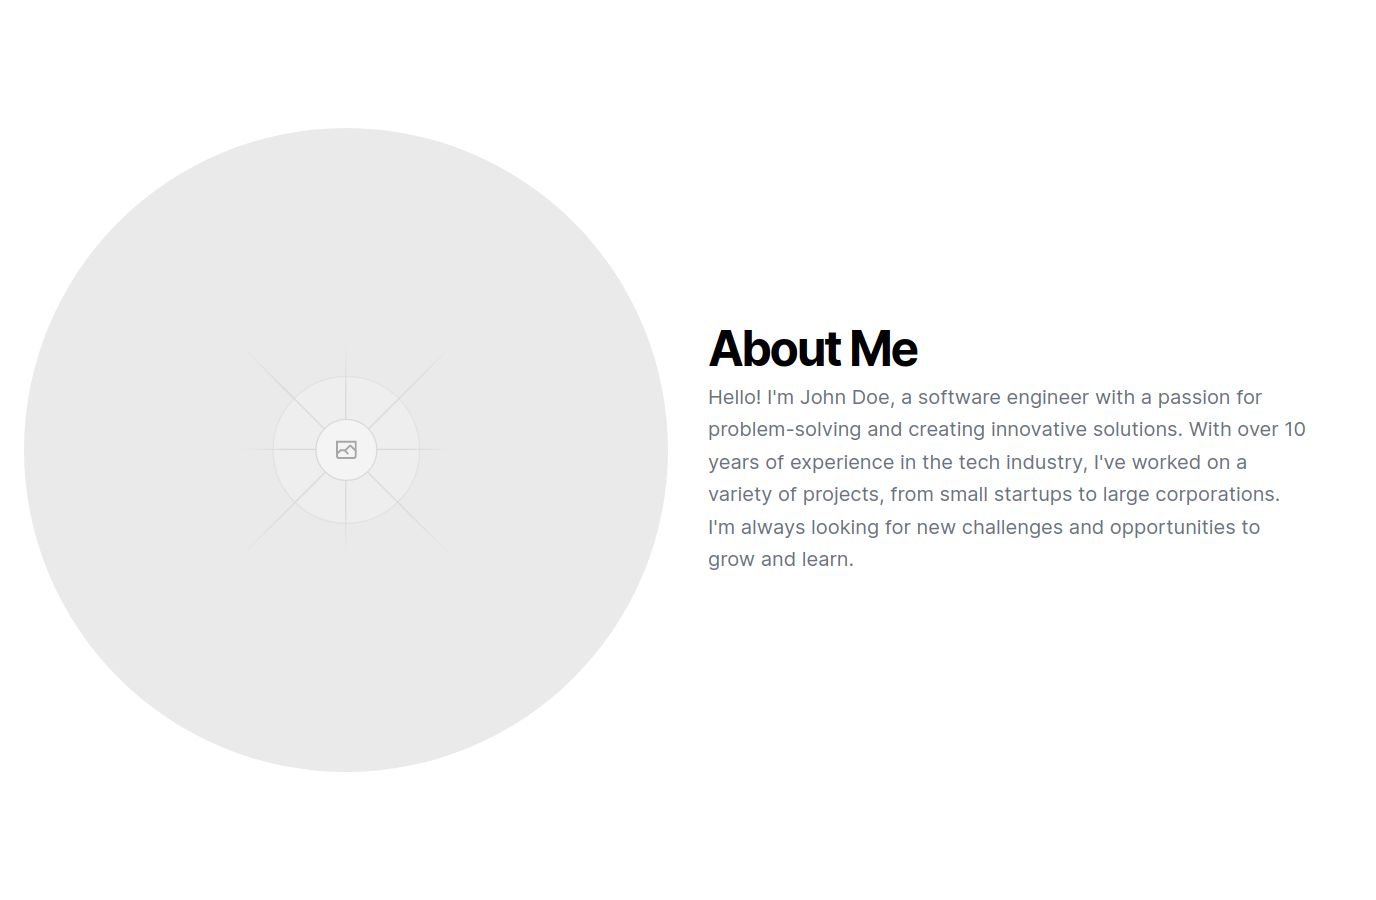 About Me
Hello! I'm John Doe, a software engineer with a passion for
problem-solving and creating innovative solutions. With over 10
years of experience in the tech industry, I've worked on a
variety of projects, from small startups to large corporations.
I'm always looking for new challenges and opportunities to
grow and learn.